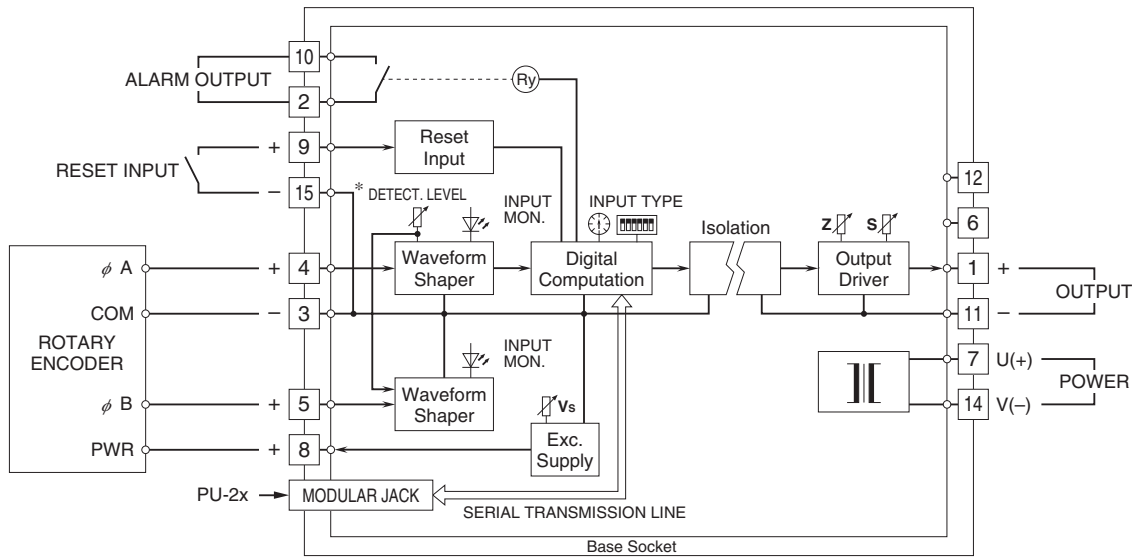 10
ALARM OUTPUT
2
Ry
+ 9
Reset
Input
RESET INPUT
− 15
* DETECT. LEVEL
INPUT
MON.
INPUT TYPE
Isolation
Z
S
12
6
ROTARY
ENCODER
φ A
+ 4
Waveform
Shaper
Digital
Computation
Output
Driver
1 +
OUTPUT
COM
− 3
11 −
INPUT
MON.
7 U(+)
POWER
14 V(–)
φ B
+ 5
Waveform
Shaper
Vs
Exc.
Supply
PWR
+ 8
PU-2x
MODULAR JACK
SERIAL TRANSMISSION LINE
Base Socket